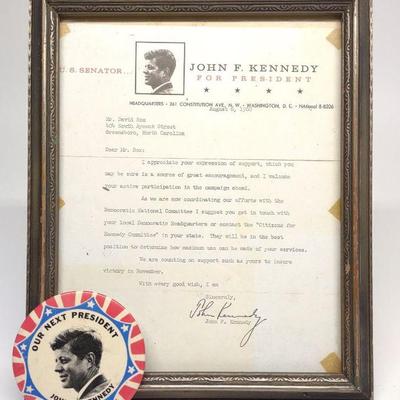 U. S. SENATOR...
JOHN F. KENNEDY
FOR PRESIDENT
HEADQUARTERS - 261 CONSTITUTION AVE., N. W. - WASHINGTON, D. C. - NAtional 8-8206
August 6, 1960
Mr. David
South Aycock Street
Greensboro, North Carolina
Dear Mr.
I appreciate your expression of support, which you
may be sure is a source of great encouragement, and I welcome
your active participation in the campaign ahead.
As we are now coordinating our efforts with the
Democratic National Committee I suggest you get in touch with
your local Democratic Headquarters or contact the "Citizens for
Kennedy Committee" in your state. They will be in the best
position to determine how maximum use can be made of your services.
We are counting on support such as yours to insure
victory in November.
With every good wish, I am
Sincerely,
John Kennedy
John F. Kennedy
OUR NEXT PRESIDENT
JOHN F. KENNEDY